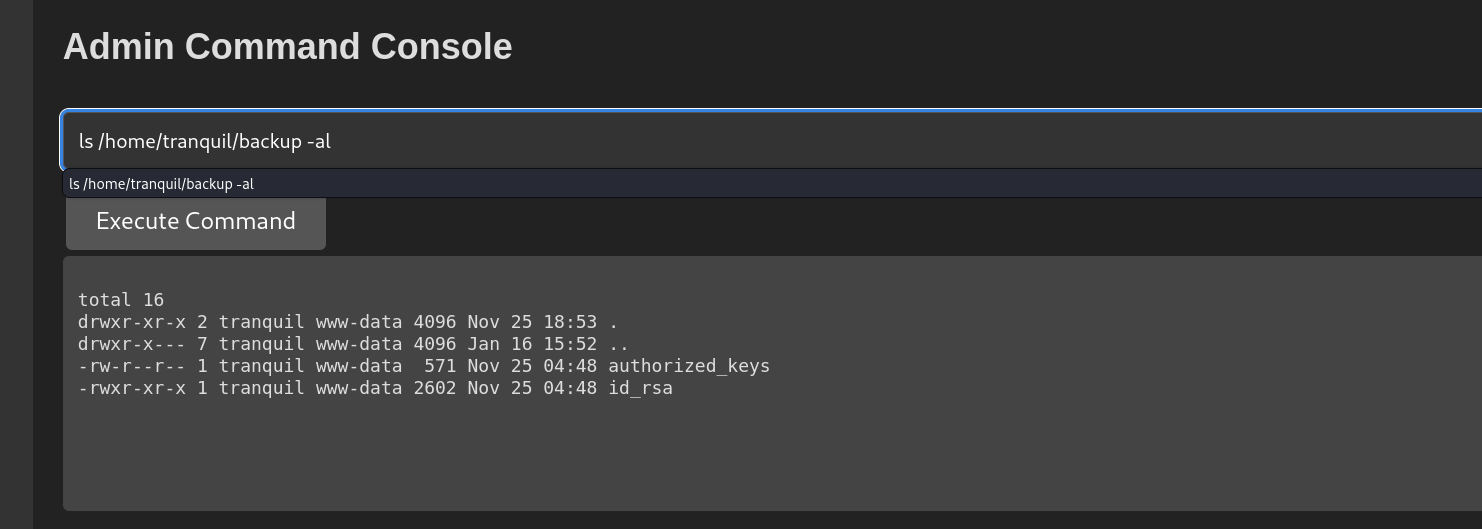 Admin Command Console
ls /home/tranquil/backup -al
ls /home/tranquil/backup -al
Execute Command
total 16
drwxr-xr-x 2 tranquil www-data 4096 Nov 25 18:53 .
drwxr-x--- 7 tranquil www-data 4096 Jan 16 15:52 ..
-rw-r--r-- 1 tranquil www-data  571 Nov 25 04:48 authorized_keys
-rwxr-xr-x 1 tranquil www-data 2602 Nov 25 04:48 id_rsa